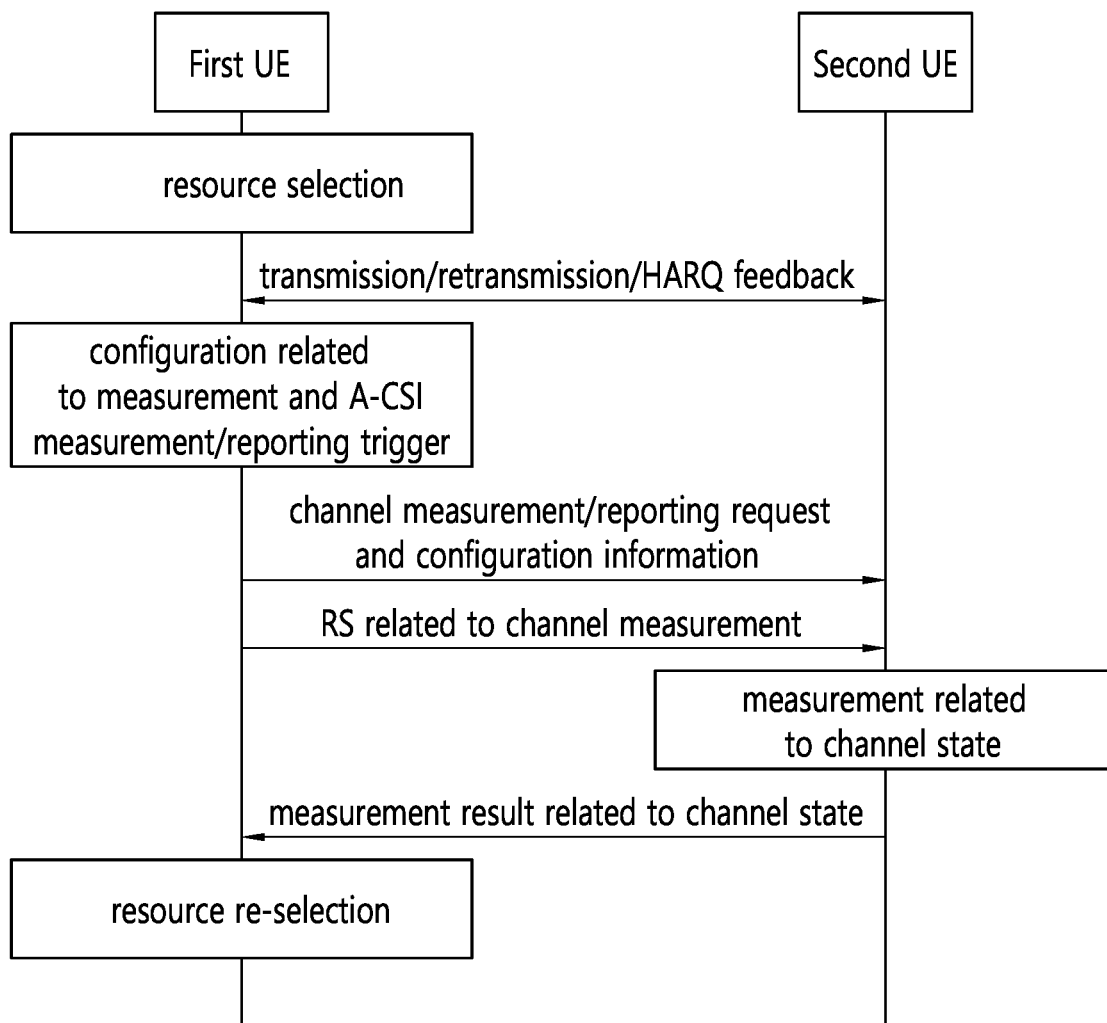 First UE
Second UE
resource selection
transmission/retransmission/HARQ feedback
configuration related
to measurement and A-CSI
measurement/reporting trigger
channel measurement/reporting request
and configuration information
RS related to channel measurement
measurement related
to channel state
measurement result related to channel state
resource re-selection